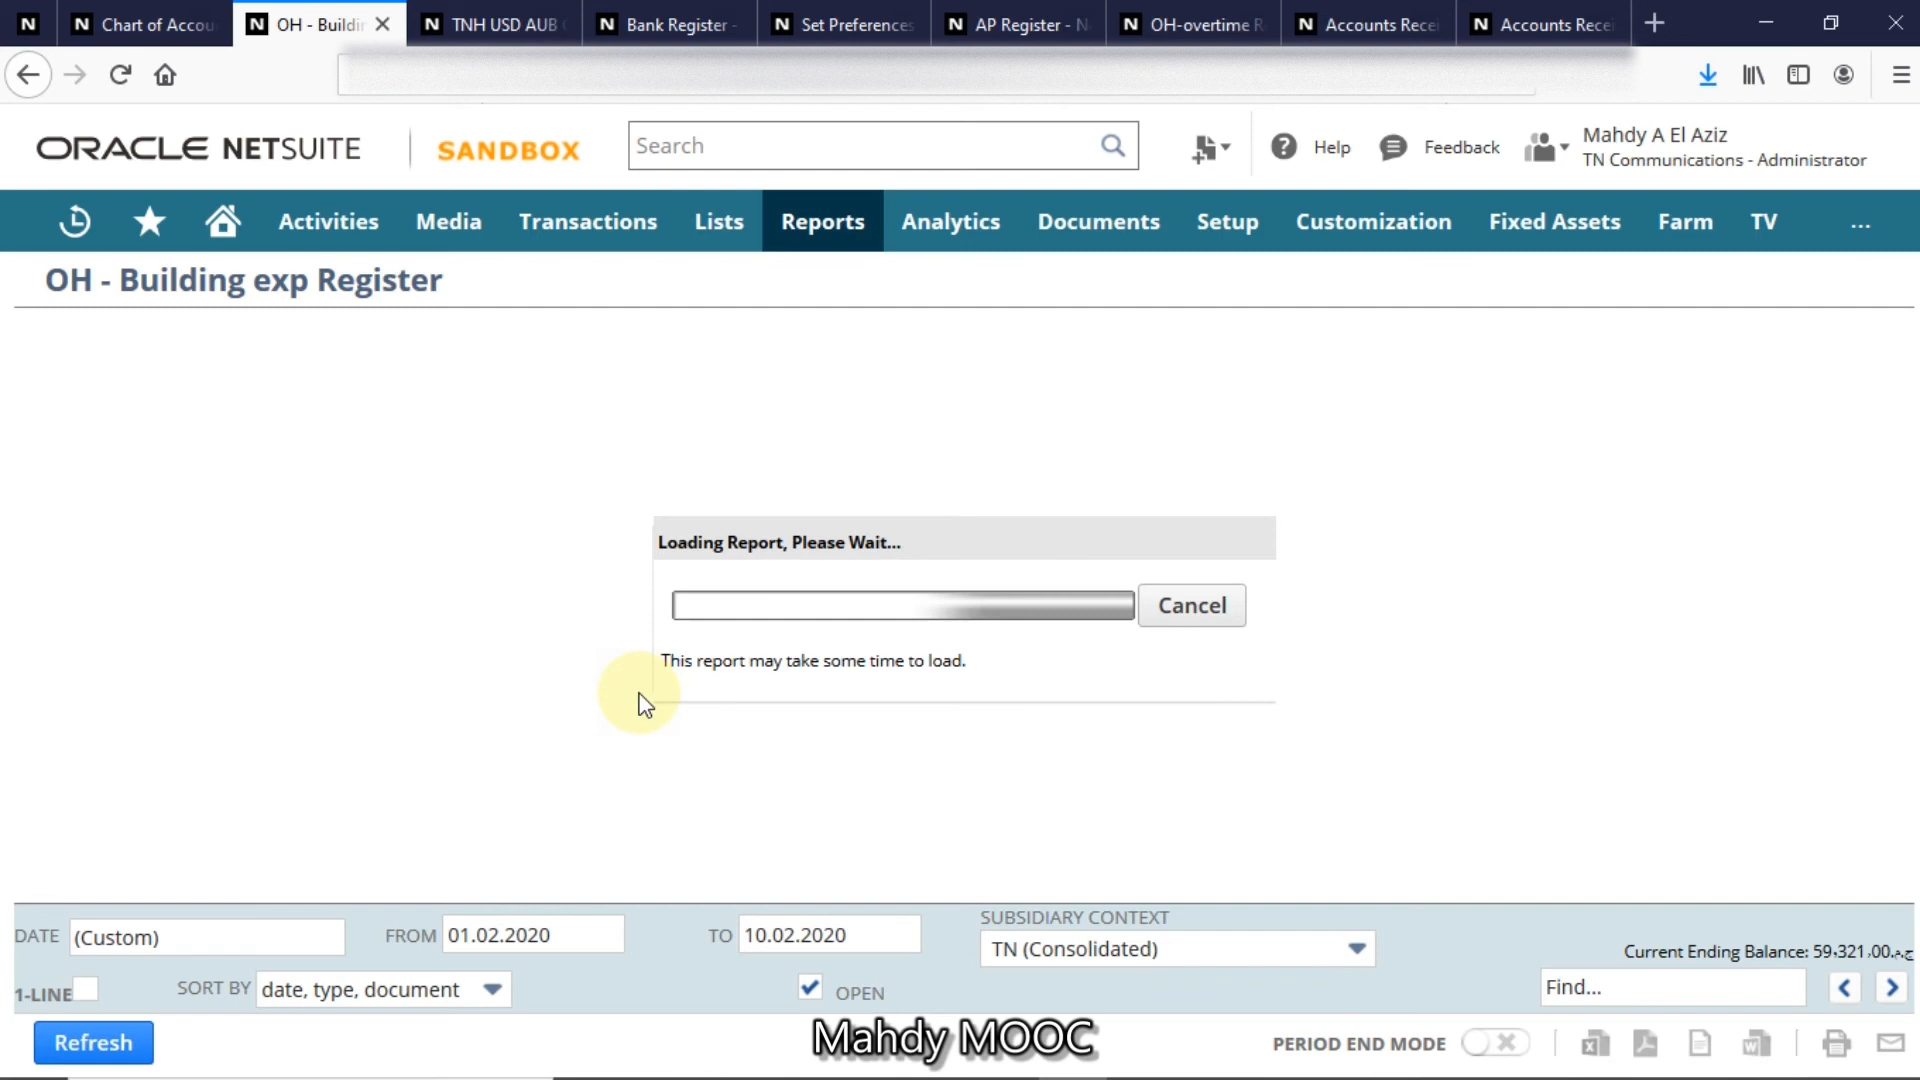 Chart of Accou
OH - Buildin
TNH USD AUB
Bank Register -
Set Preferences
AP Register - N
OH-overtime R
Accounts Rece
Accounts Rece
ORACLE NETSUITE
SANDBOX
Search
Help
Feedback
Mahdy A El Aziz
TN Communications - Administrator
Activities
Media
Transactions
Lists
Reports
Analytics
Documents
Setup
Customization
Fixed Assets
Farm
TV
...
OH - Building exp Register
Loading Report, Please Wait...
Cancel
This report may take some time to load.
DATE
(Custom)
FROM
01.02.2020
TO
10.02.2020
SUBSIDIARY CONTEXT
TN (Consolidated)
Current Ending Balance: 59،321,00
1-LINE
SORT BY
date, type, document
OPEN
Find...
Refresh
Mahdy MOOC
PERIOD END MODE